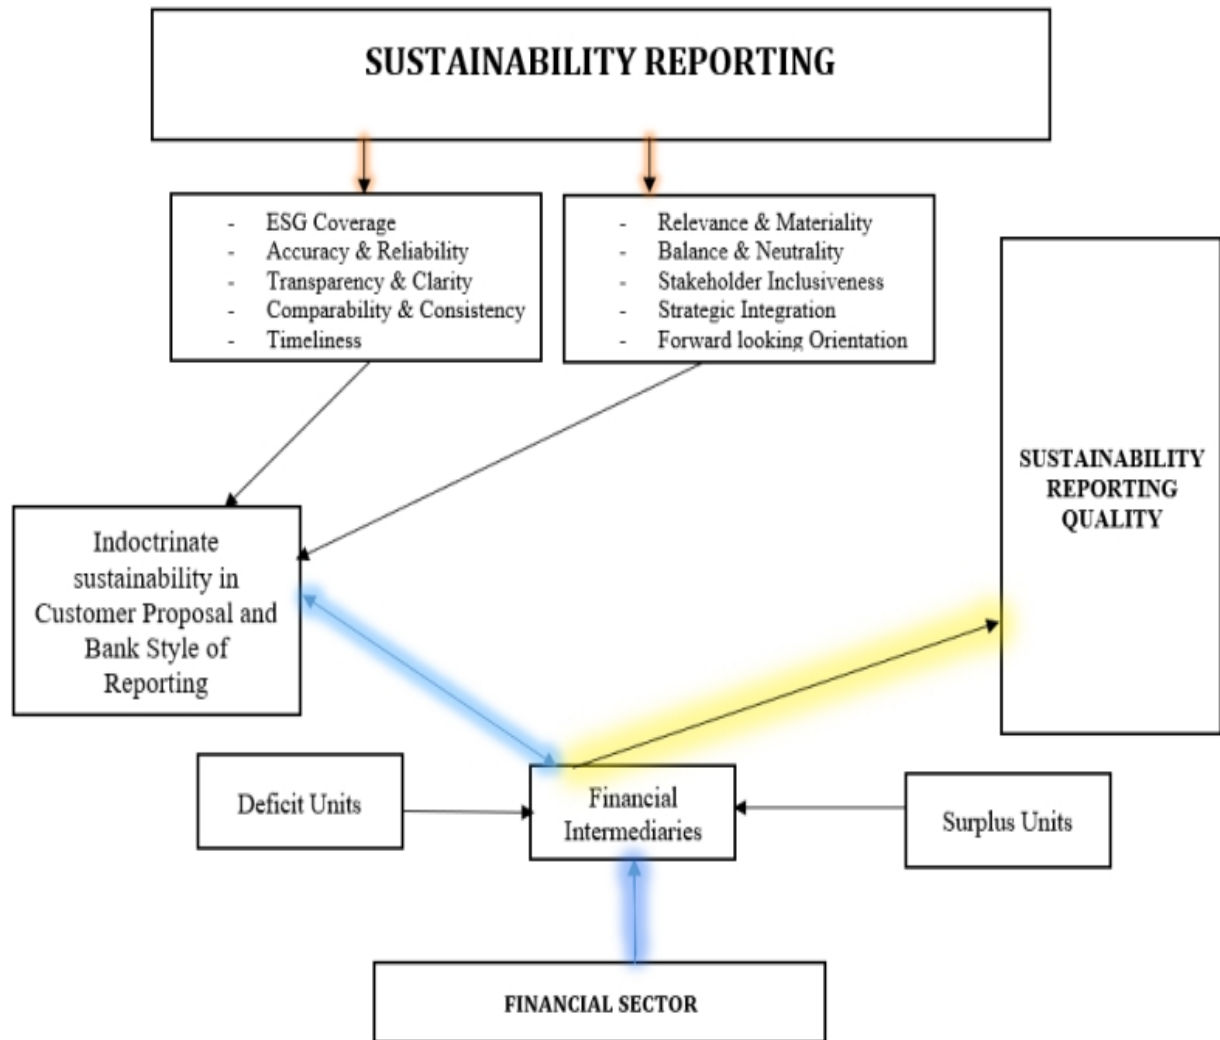 SUSTAINABILITY REPORTING
- ESG Coverage
- Accuracy & Reliability
- Transparency & Clarity
- Comparability & Consistency
- Timeliness
- Relevance & Materiality
- Balance & Neutrality
- Stakeholder Inclusiveness
- Strategic Integration
- Forward looking Orientation
SUSTAINABILITY
REPORTING
QUALITY
Indoctrinate
sustainability in
Customer Proposal and
Bank Style of
Reporting
Deficit Units
Financial
Intermediaries
Surplus Units
FINANCIAL SECTOR